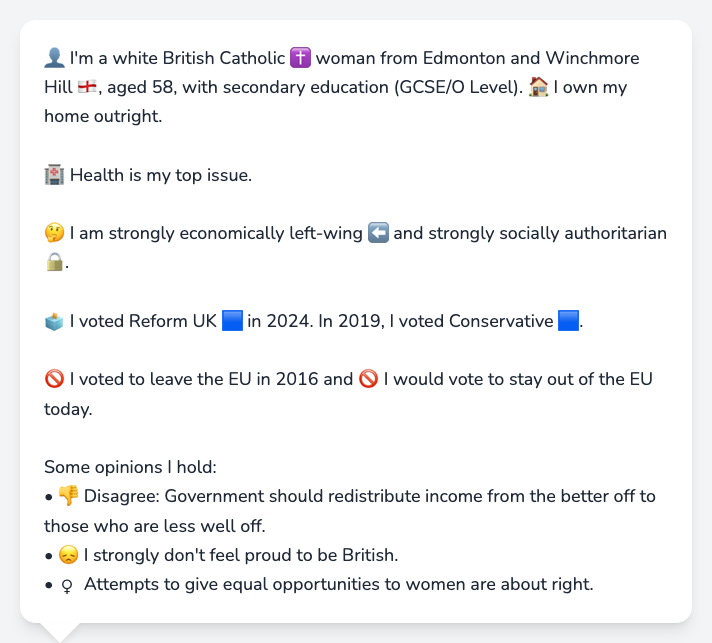 👤 I'm a white British Catholic ✝️ woman from Edmonton and Winchmore
Hill 🏴󠁧󠁢󠁥󠁮󠁧󠁿, aged 58, with secondary education (GCSE/O Level). 🏠 I own my
home outright.
🏥 Health is my top issue.
🤔 I am strongly economically left-wing ⬅️ and strongly socially authoritarian
🔒.
🗳️ I voted Reform UK 🟦 in 2024. In 2019, I voted Conservative 🟦.
🚫 I voted to leave the EU in 2016 and 🚫 I would vote to stay out of the EU
today.
Some opinions I hold:
• 👎 Disagree: Government should redistribute income from the better off to
those who are less well off.
• 😞 I strongly don't feel proud to be British.
• ♀ Attempts to give equal opportunities to women are about right.